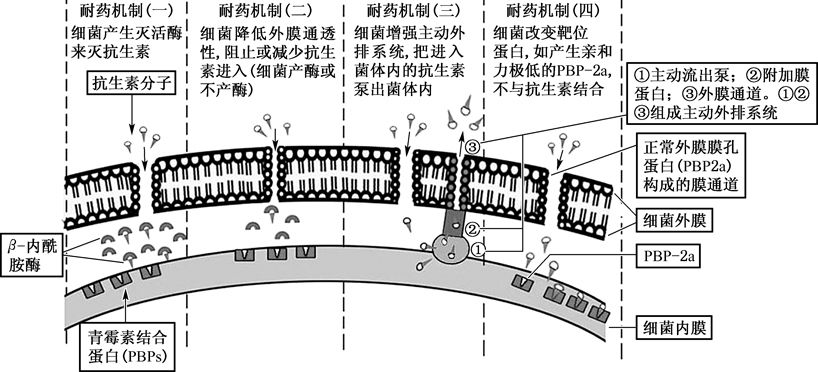 耐药机制(一)
细菌产生灭活酶
来灭抗生素
耐药机制(二)
细菌降低外膜通透
性,阻止或减少抗生
素进入(细菌产酶或
不产酶)
耐药机制(三)
细菌增强主动外
排系统,把进入
菌体内的抗生素
泵出菌体内
耐药机制(四)
细菌改变靶位
蛋白,如产生亲和
力极低的PBP-2a,
不与抗生素结合
抗生素分子
①主动流出泵;②附加膜
蛋白;③外膜通道。①②
③组成主动外排系统
③
正常外膜膜孔
蛋白(PBP2a)
构成的膜通道
细菌外膜
②
①
β-内酰
胺酶
PBP-2a
青霉素结合
蛋白(PBPs)
细菌内膜